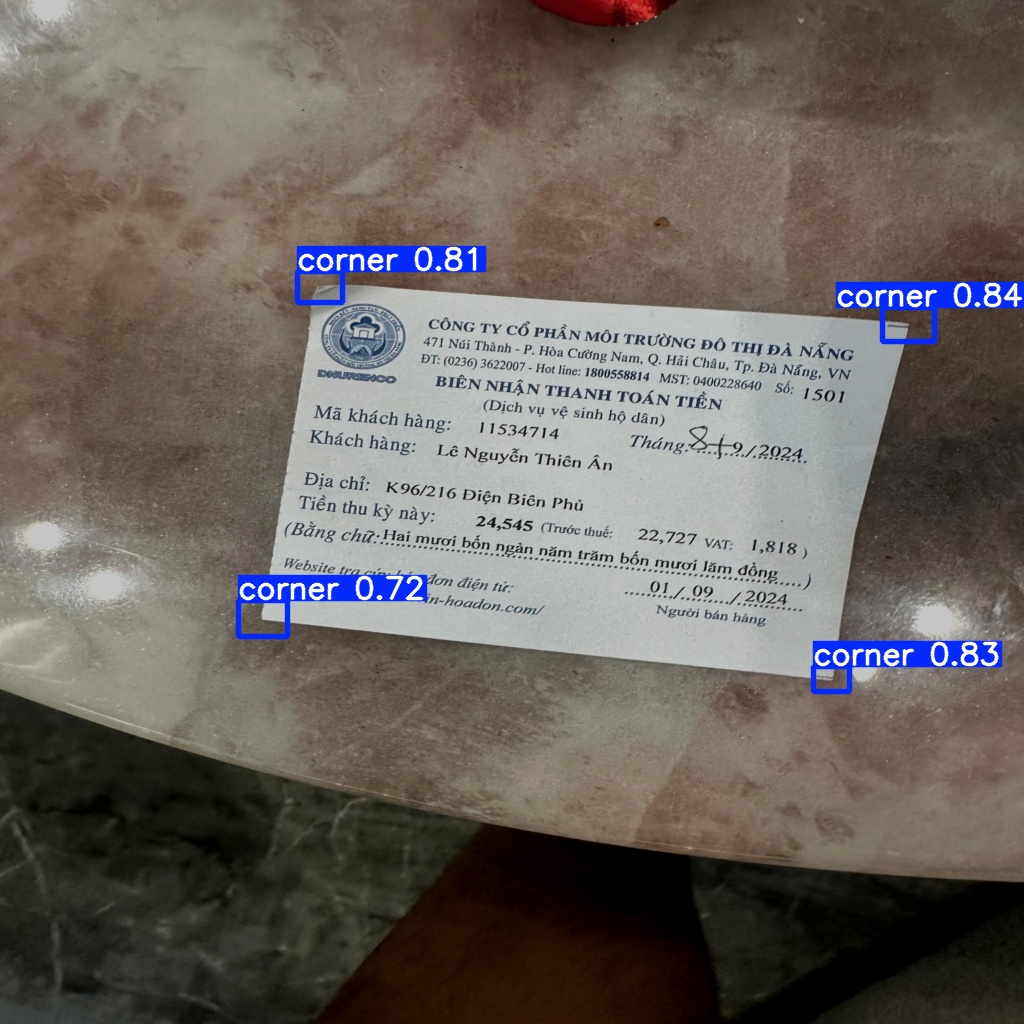 corner 0.81
corner 0.84
CÔNG TY CỔ PHẦN MÔI TRƯỜNG ĐÔ THỊ ĐÀ NẴNG
471 Núi Thành - P. Hòa Cường Nam, Q. Hải Châu, Tp. Đà Nẵng, VN
ĐT: (0236) 3622007 - Hot line: 1800558814 MST: 0400228640 Số: 1501
DNURENCO
BIÊN NHẬN THANH TOÁN TIỀN
(Dịch vụ vệ sinh hộ dân)
Mã khách hàng: 11534714
Tháng: 8+9/2024
Khách hàng: Lê Nguyễn Thiên Ân
Địa chỉ: K96/216 Điện Biên Phủ
Tiền thu kỳ này: 24,545 (Trước thuế: 22,727 VAT: 1,818 )
(Bằng chữ: Hai mươi bốn ngàn năm trăm bốn mươi lăm đồng )
Website tra đơn điện tử:
-hoadon.com/
01 / 09 / 2024
Người bán hàng
corner 0.72
corner 0.83